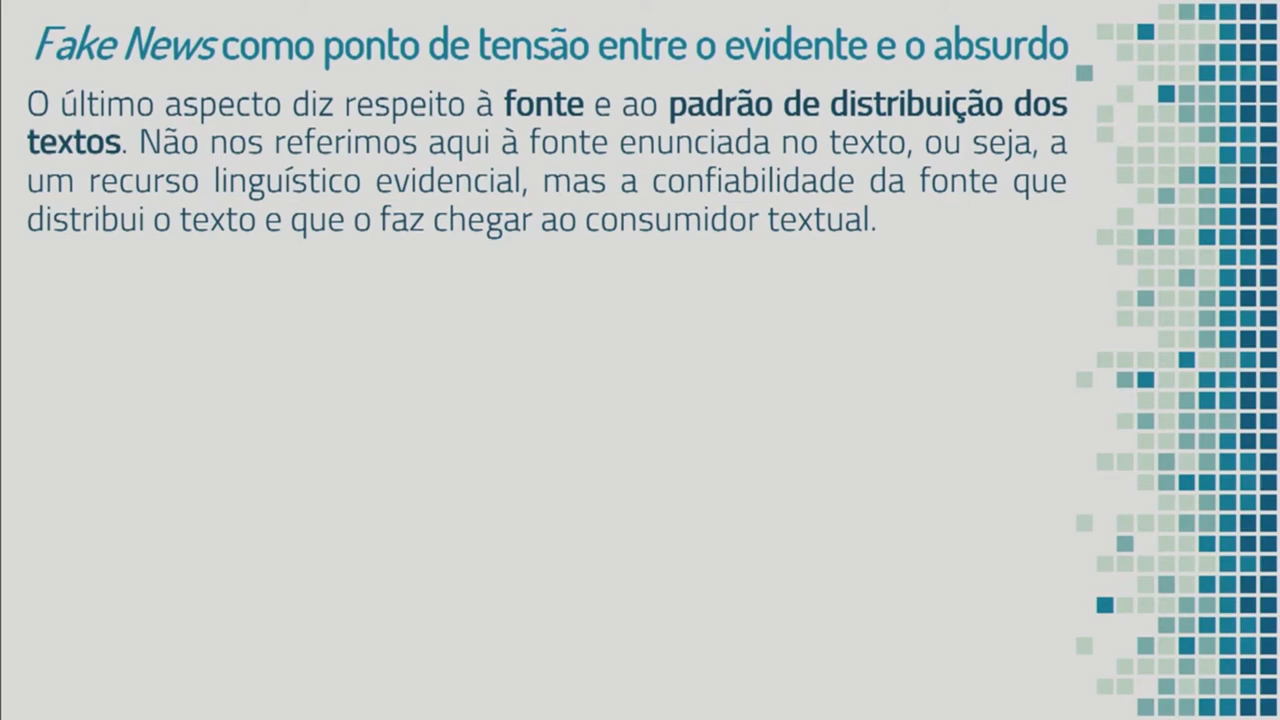 Fake News como ponto de tensão entre o evidente e o absurdo
O último aspecto diz respeito à fonte e ao padrão de distribuição dos
textos. Não nos referimos aqui à fonte enunciada no texto, ou seja, a
um recurso linguístico evidencial, mas a confiabilidade da fonte que
distribui o texto e que o faz chegar ao consumidor textual.